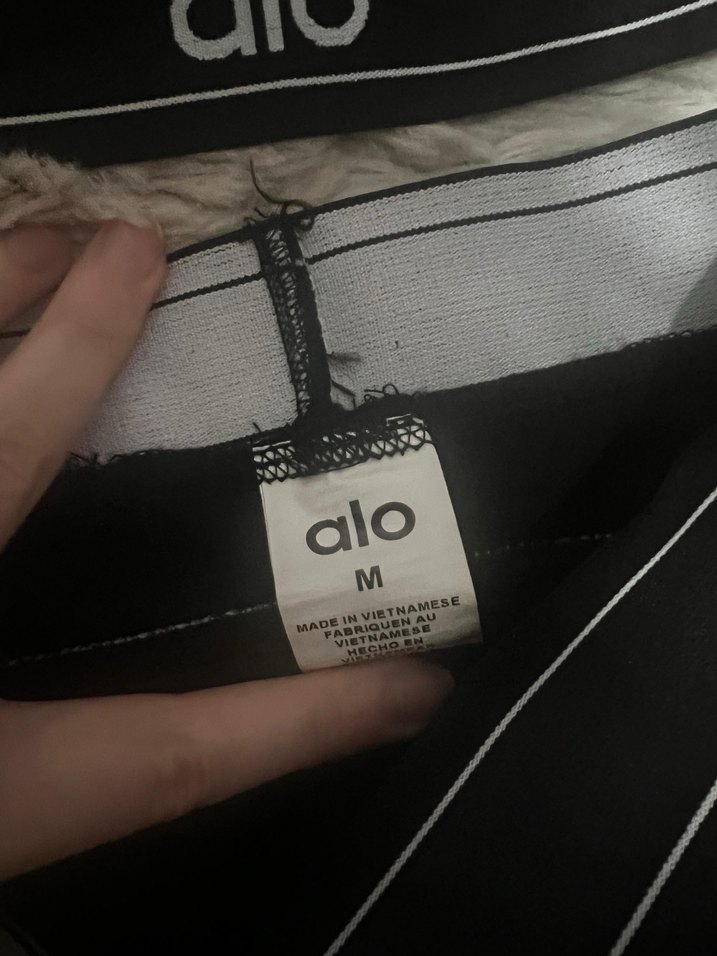 alo
alo
M
MADE IN VIETNAMESE
FABRIQUEN AU
VIETNAMESE
HECHO EN